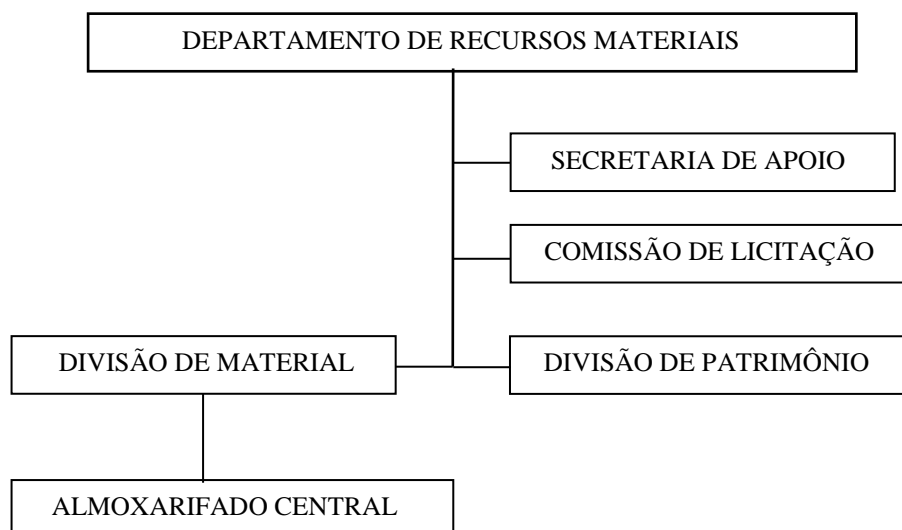 DEPARTAMENTO DE RECURSOS MATERIAIS
SECRETARIA DE APOIO
COMISSÃO DE LICITAÇÃO
DIVISÃO DE MATERIAL
DIVISÃO DE PATRIMÔNIO
ALMOXARIFADO CENTRAL